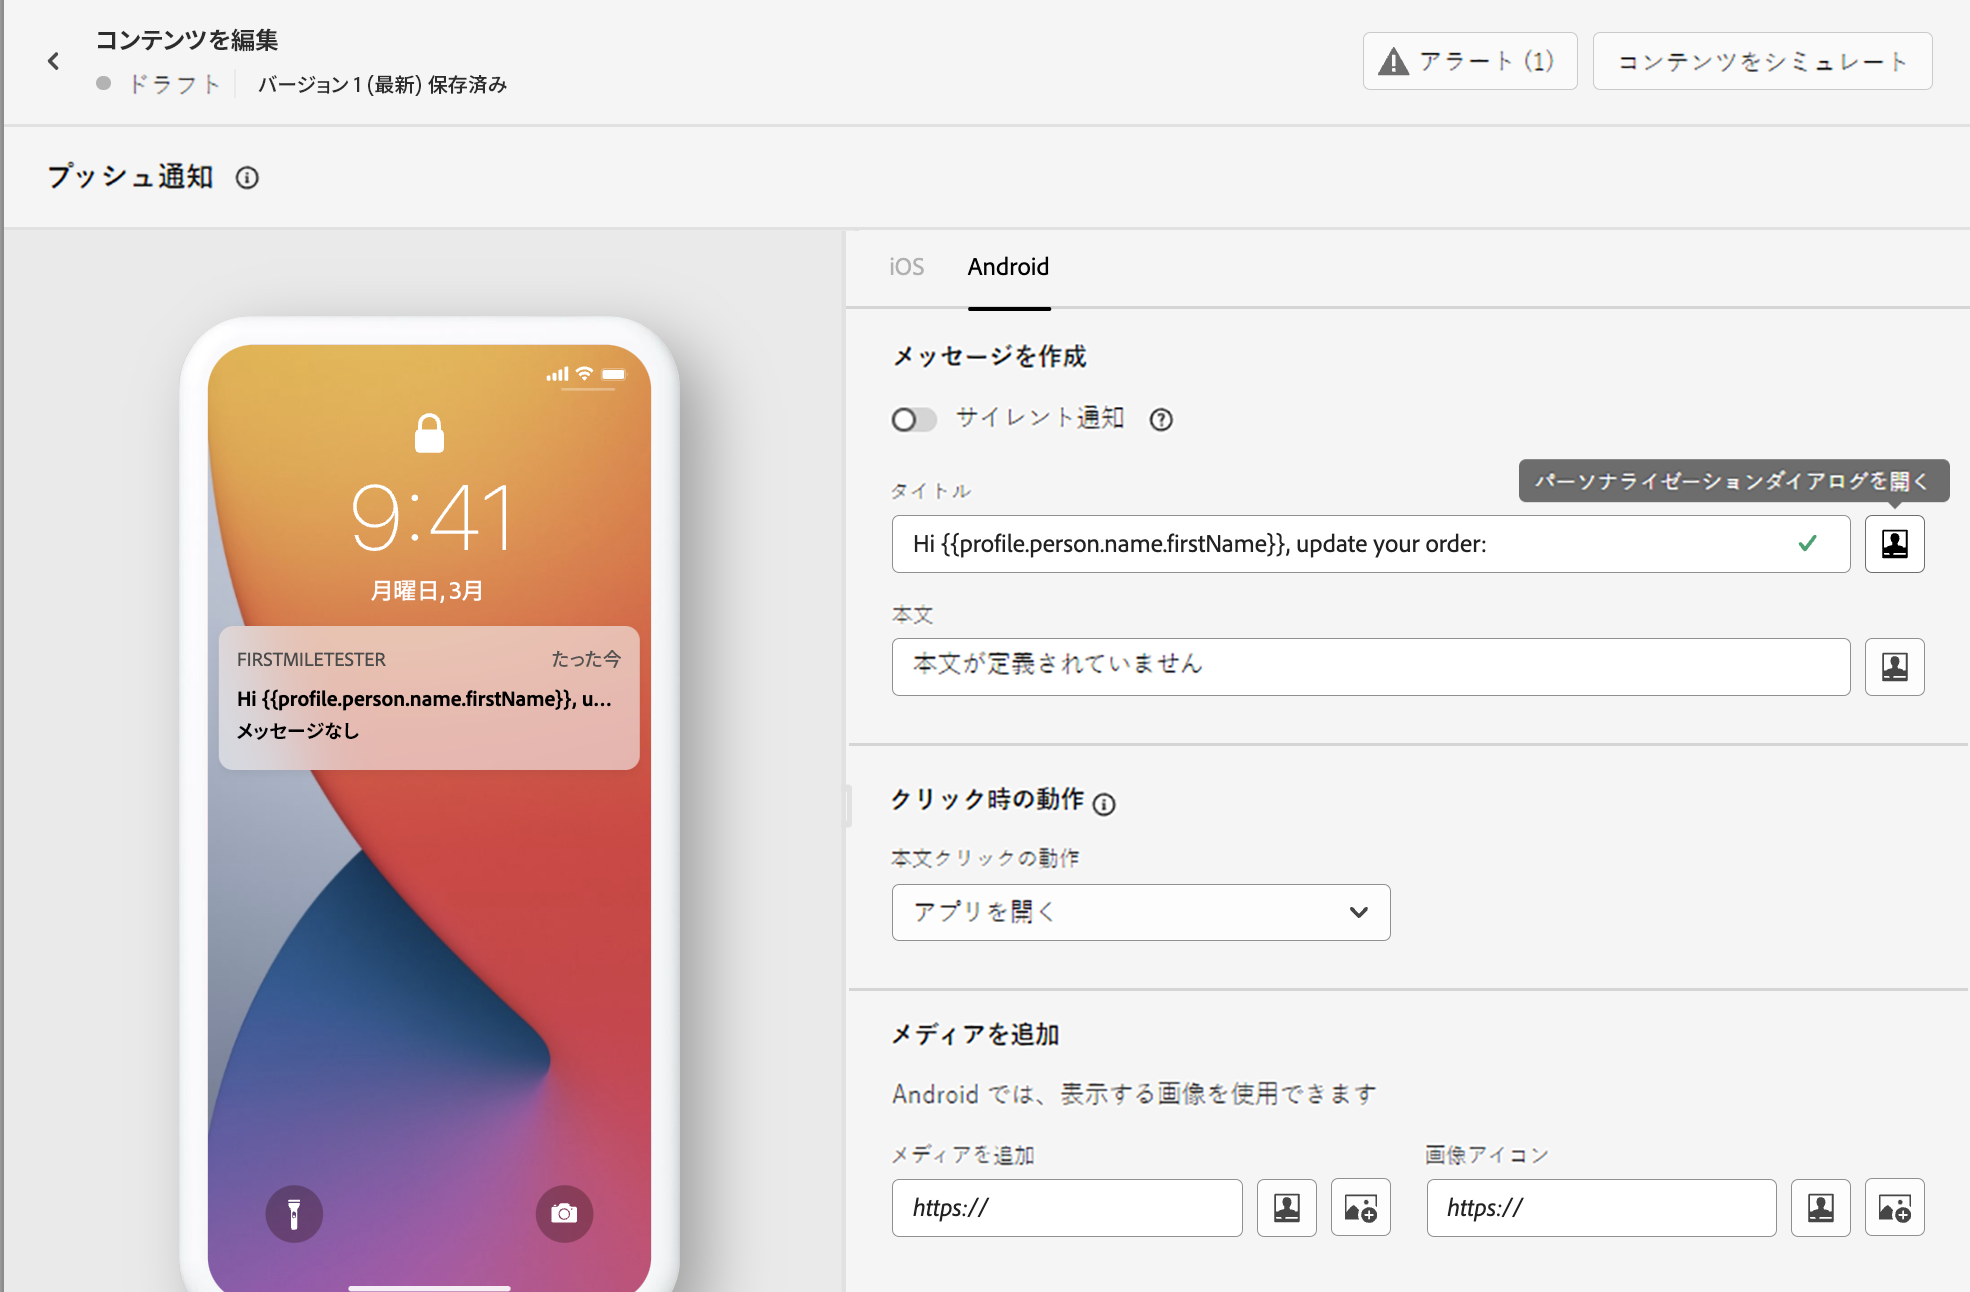 コンテンツを編集
ドラフト
バージョン 1 (最新) 保存済み
アラート (1)
コンテンツをシミュレート
プッシュ通知
9:41
月曜日, 3月
FIRSTMILETESTER
たった今
Hi {{profile.person.name.firstName}}, u...
メッセージなし
iOS
Android
メッセージを作成
サイレント通知
パーソナライゼーションダイアログを開く
タイトル
Hi {{profile.person.name.firstName}}, update your order:
本文
本文が定義されていません
クリック時の動作
本文クリックの動作
アプリを開く
メディアを追加
Android では、表示する画像を使用できます
メディアを追加
https://
画像アイコン
https://